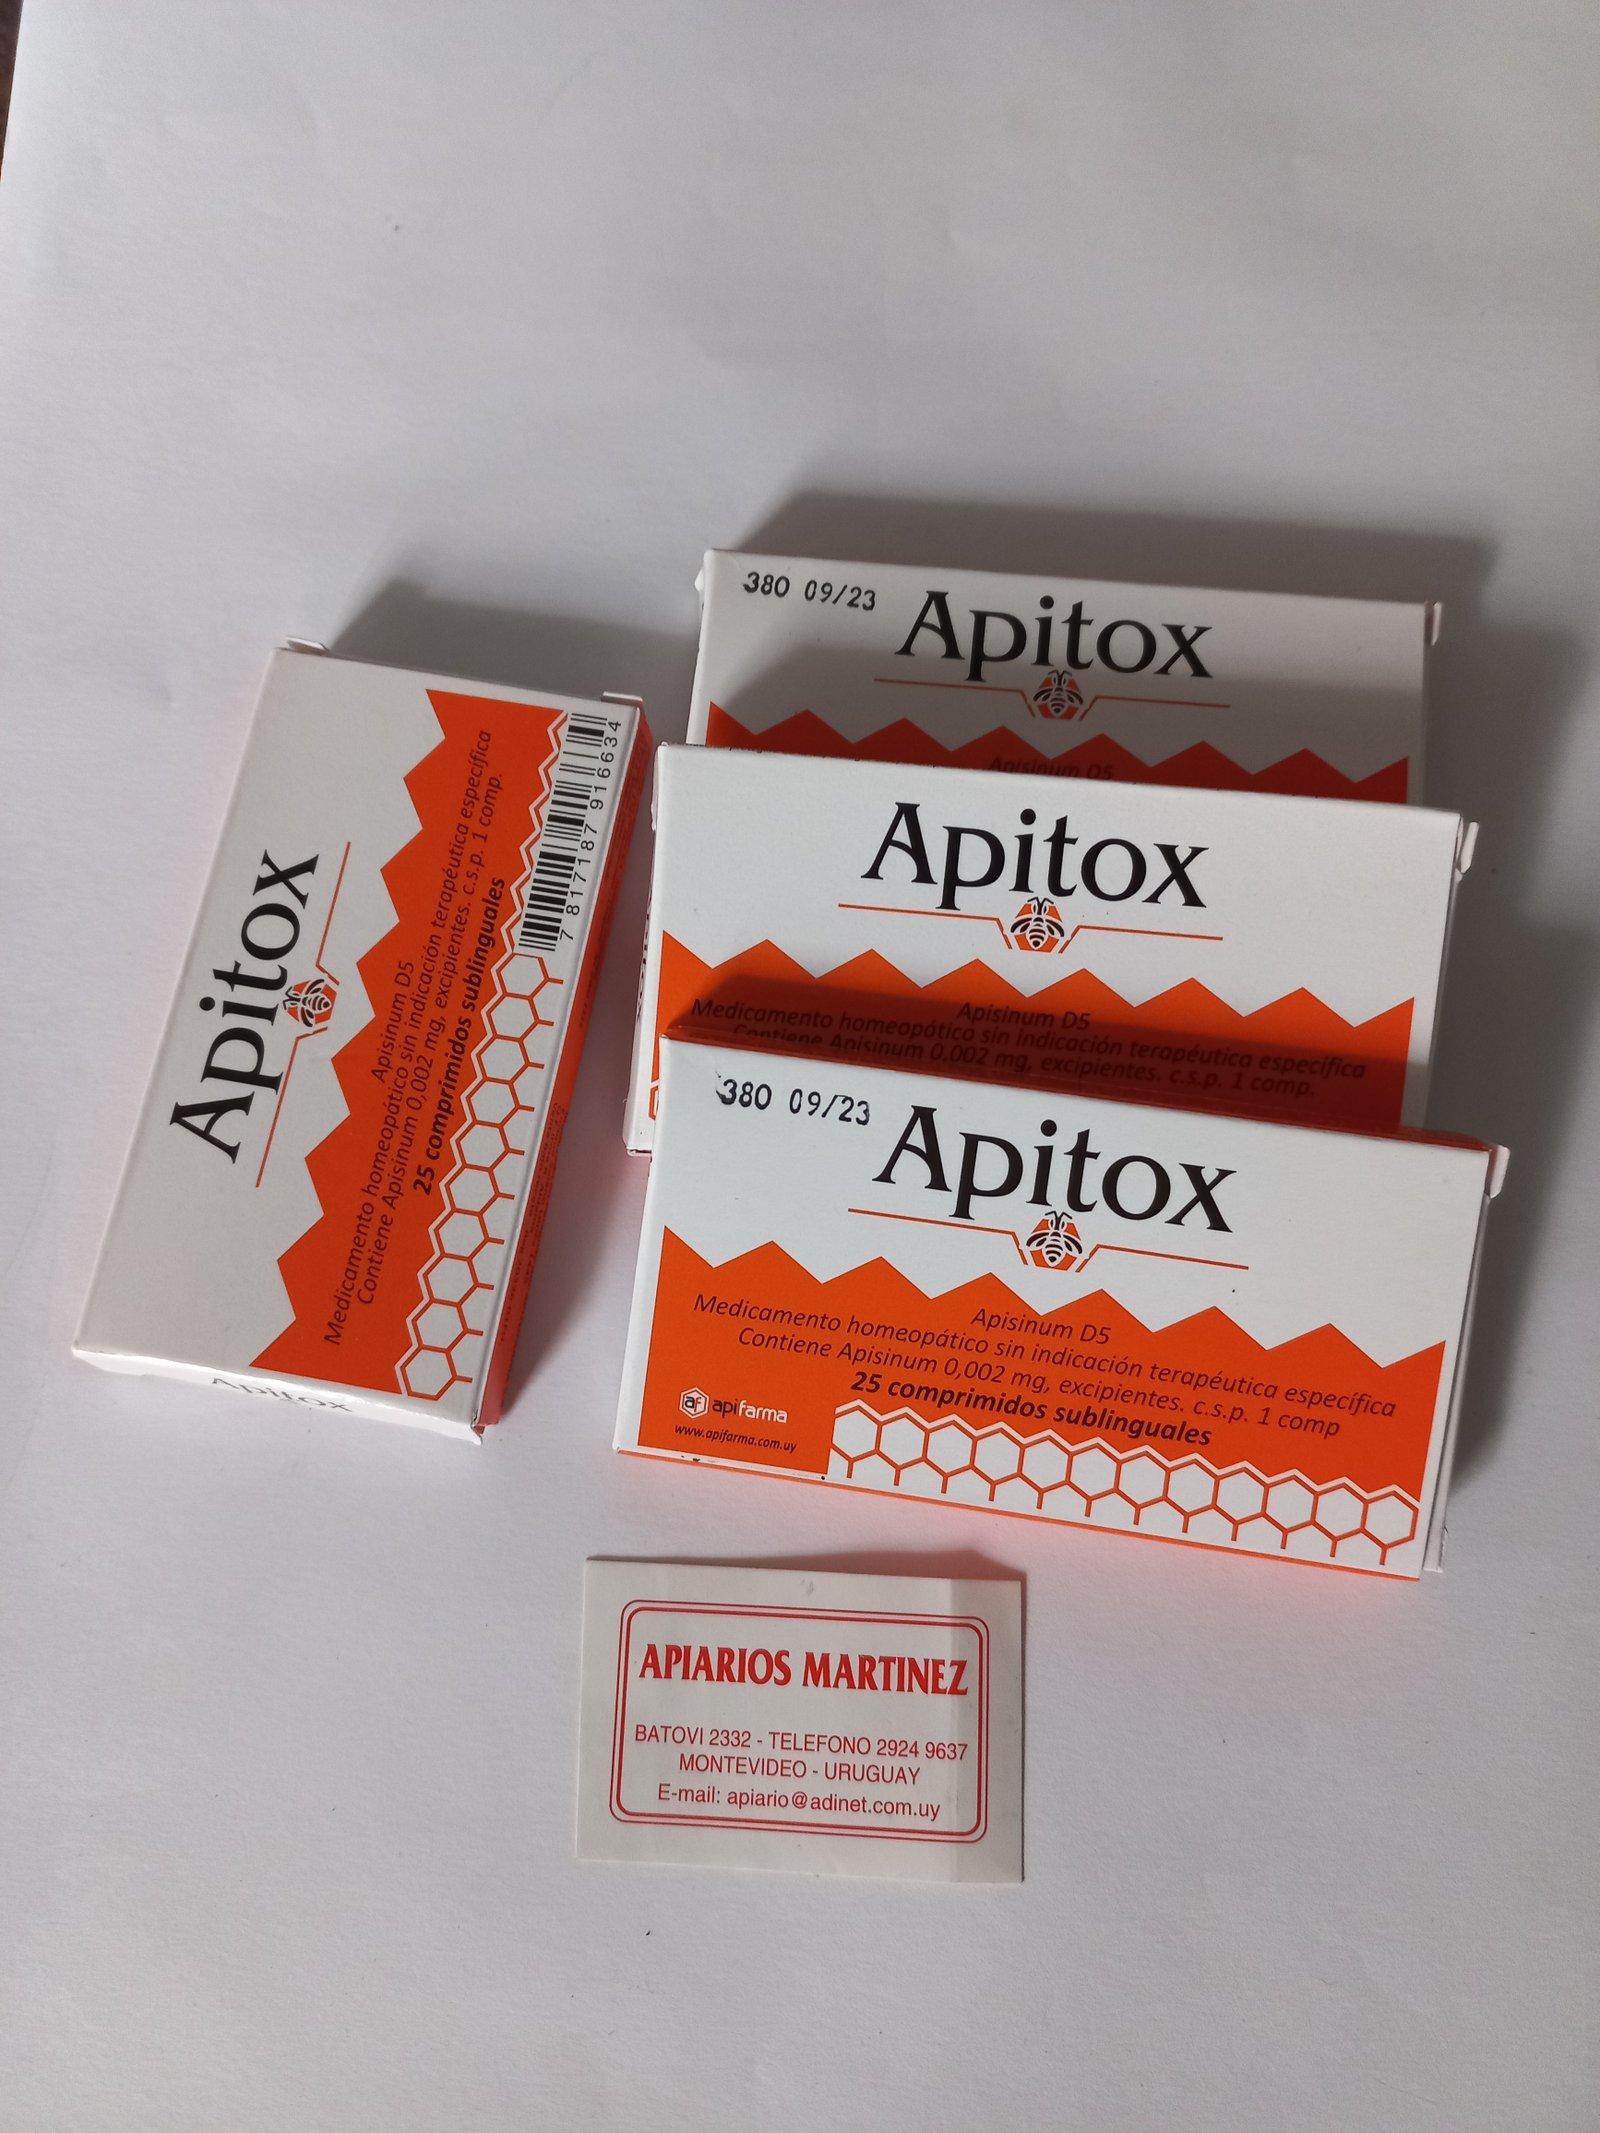 380 09/23
Apitox
Apisinum D5
Apitox
Apisinum D5
Medicamento homeopático sin indicación terapéutica específica
Contiene Apisinum 0,002 mg, excipientes. c.s.p. 1 comp.
380 09/23
Apitox
Apisinum D5
Medicamento homeopático sin indicación terapéutica específica
Contiene Apisinum 0,002 mg, excipientes. c.s.p. 1 comp
25 comprimidos sublinguales
af apifarma
www.apifarma.com.uy
Apitox
Apisinum D5
Medicamento homeopático sin indicación terapéutica específica
Contiene Apisinum 0,002 mg, excipientes. c.s.p. 1 comp.
25 comprimidos sublinguales
7 817187 916634
Apitox
APIARIOS MARTINEZ
BATOVI 2332 - TELEFONO 2924 9637
MONTEVIDEO - URUGUAY
E-mail: apiario@adinet.com.uy